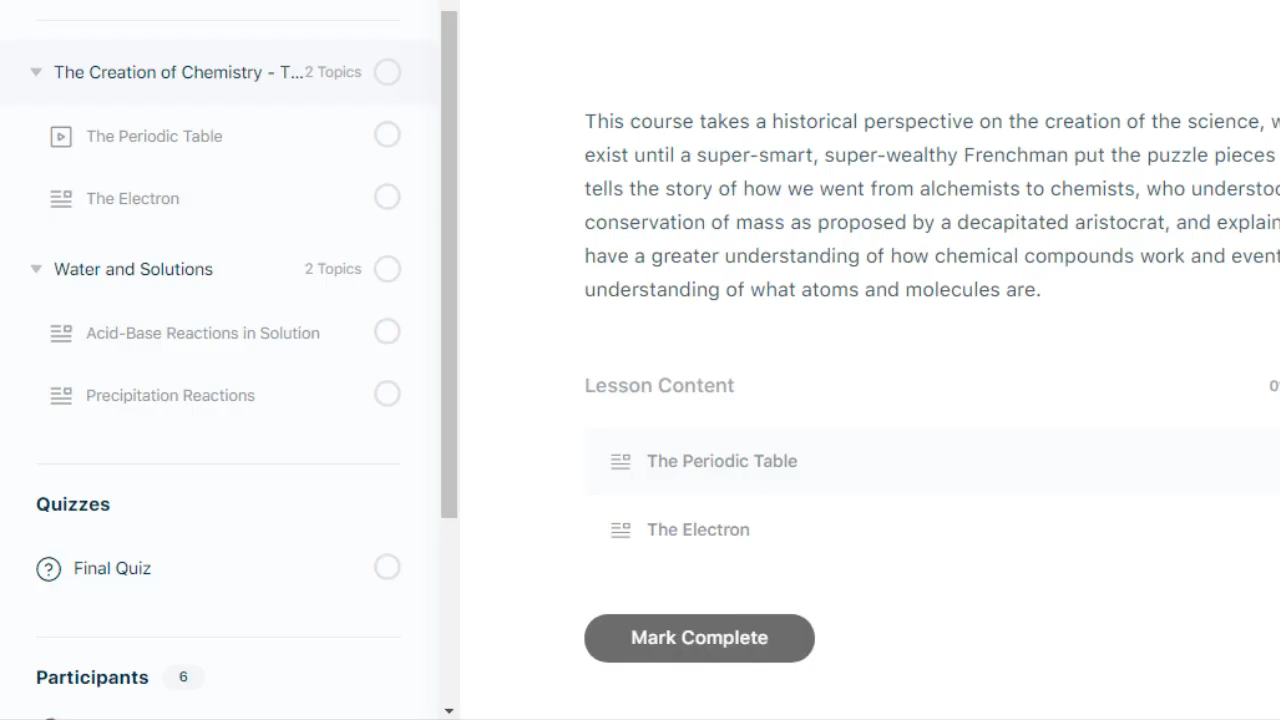 The Creation of Chemistry - T... 2 Topics
The Periodic Table
The Electron
Water and Solutions 2 Topics
Acid-Base Reactions in Solution
Precipitation Reactions
Quizzes
Final Quiz
Participants 6
This course takes a historical perspective on the creation of the science,
exist until a super-smart, super-wealthy Frenchman put the puzzle pieces
tells the story of how we went from alchemists to chemists, who
conservation of mass as proposed by a decapitated aristocrat, and
have a greater understanding of how chemical compounds work and
understanding of what atoms and molecules are.
Lesson Content
The Periodic Table
The Electron
Mark Complete